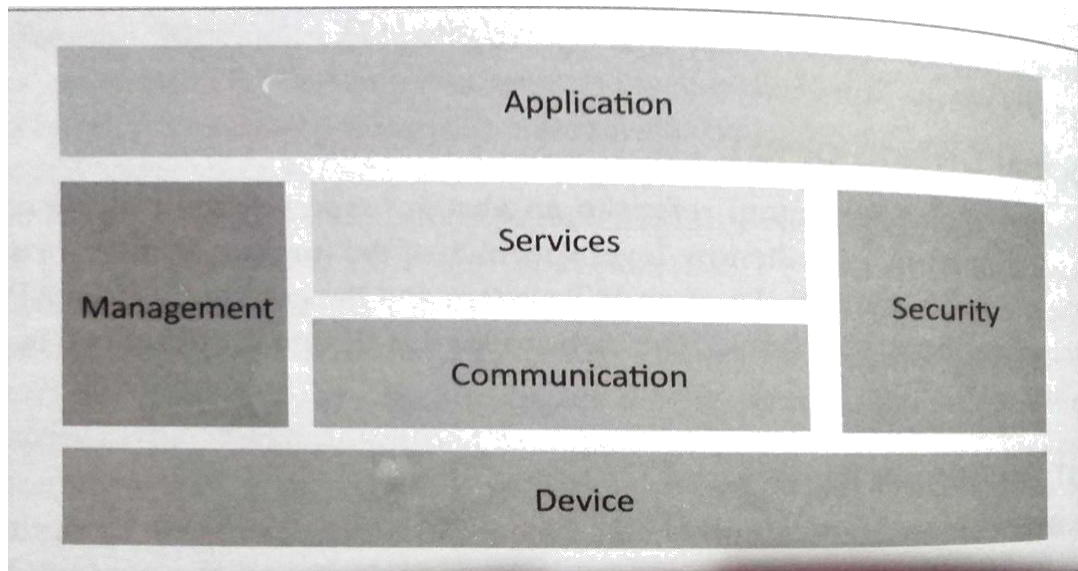 Application
Services
Management
Security
Communication
Device